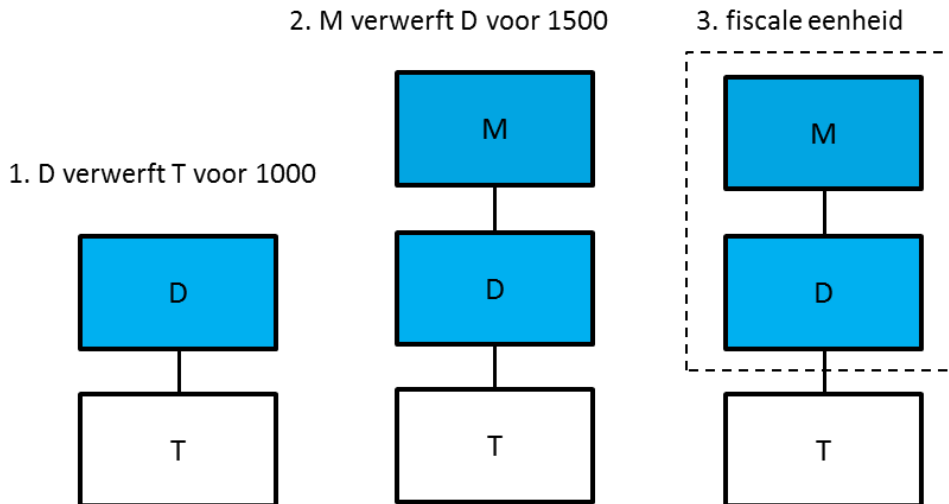 1. D verwerft T voor 1000
D
T
2. M verwerft D voor 1500
M
D
T
3. fiscale eenheid
M
D
T